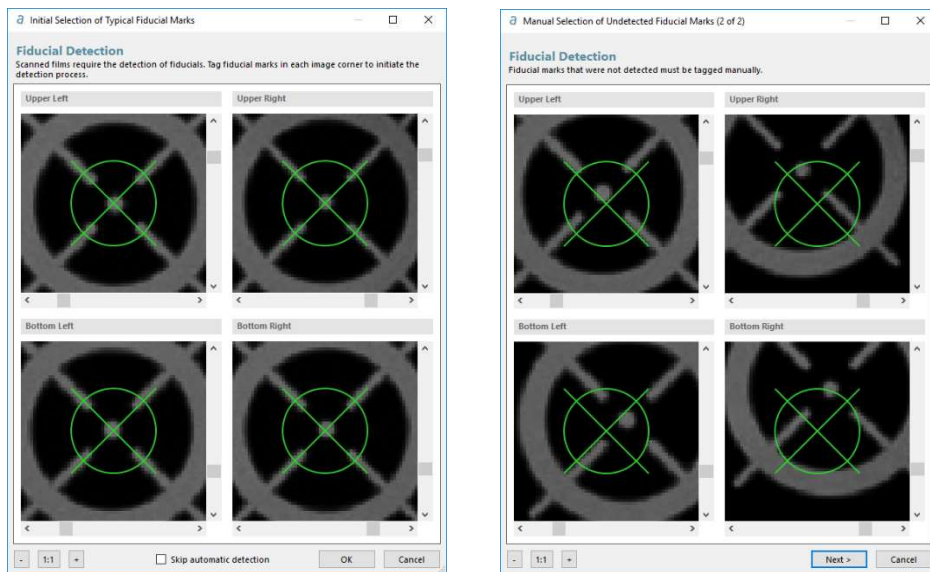 Initial Selection of Typical Fiducial Marks
Fiducial Detection
Scanned films require the detection of fiducials. Tag fiducial marks in each image corner to initiate the
detection process.
Upper Left
Upper Right
Bottom Left
Bottom Right
-
1:1
+
Skip automatic detection
OK
Cancel
Manual Selection of Undetected Fiducial Marks (2 of 2)
Fiducial Detection
Fiducial marks that were not detected must be tagged manually.
Upper Left
Upper Right
Bottom Left
Bottom Right
-
1:1
+
Next >
Cancel